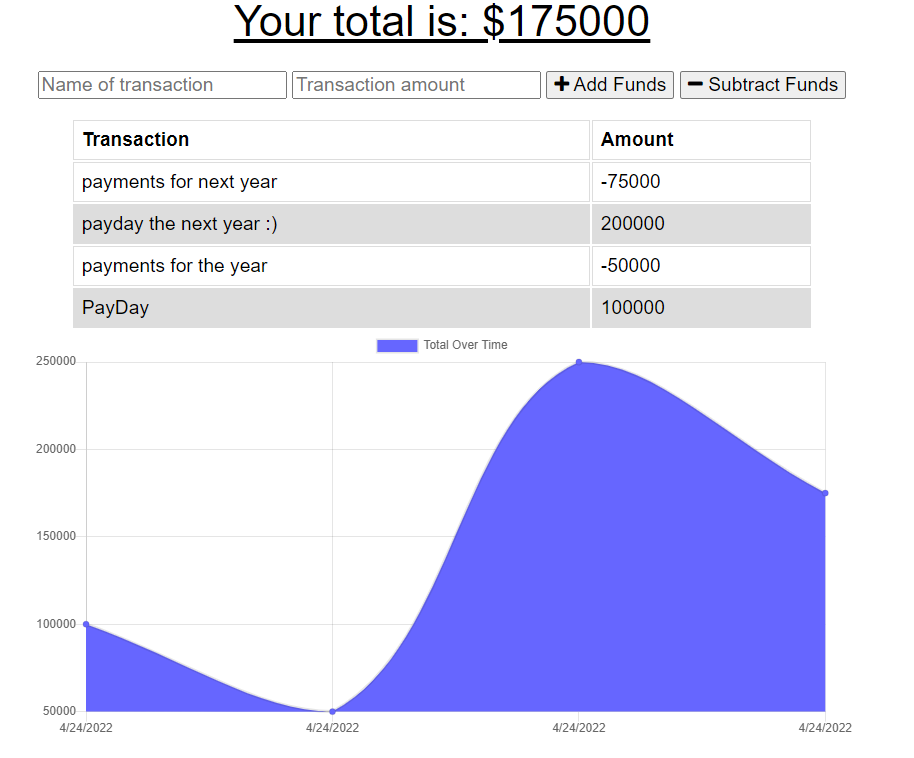 Your total is: $175000
Name of transaction Transaction amount Add Funds Subtract Funds
Transaction Amount
payments for next year -75000
payday the next year :) 200000
payments for the year -50000
PayDay 100000
Total Over Time
250000
200000
150000
100000
50000
4/24/2022 4/24/2022 4/24/2022 4/24/2022